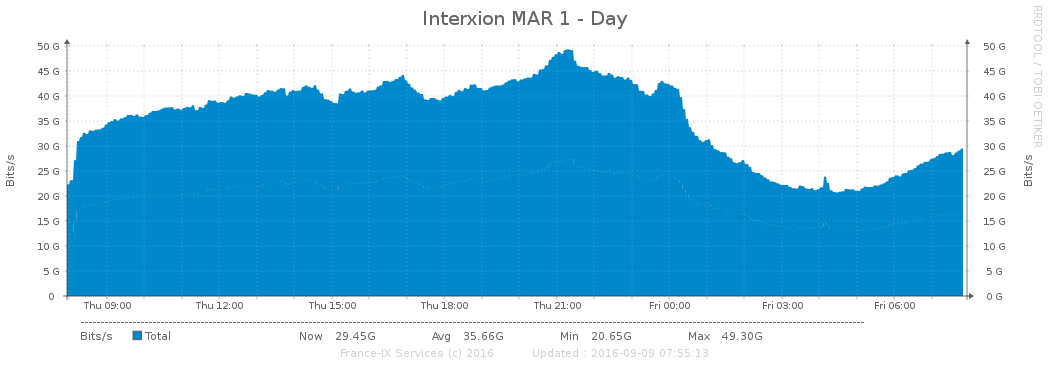 Interxion MAR 1 - Day
RRDTOOL / TOBI OETIKER
50 G 50 G
45 G 45 G
40 G 40 G
35 G 35 G
30 G 30 G
25 G 25 G
20 G 20 G
15 G 15 G
10 G 10 G
5 G 5 G
0 0 G
Bits/s
Bits/s
Thu 09:00 Thu 12:00 Thu 15:00 Thu 18:00 Thu 21:00 Fri 00:00 Fri 03:00 Fri 06:00
Bits/s Total Now 29.45G Avg 35.66G Min 20.65G Max 49.30G
France-IX Services (c) 2016 Updated : 2016-09-09 07:55:13